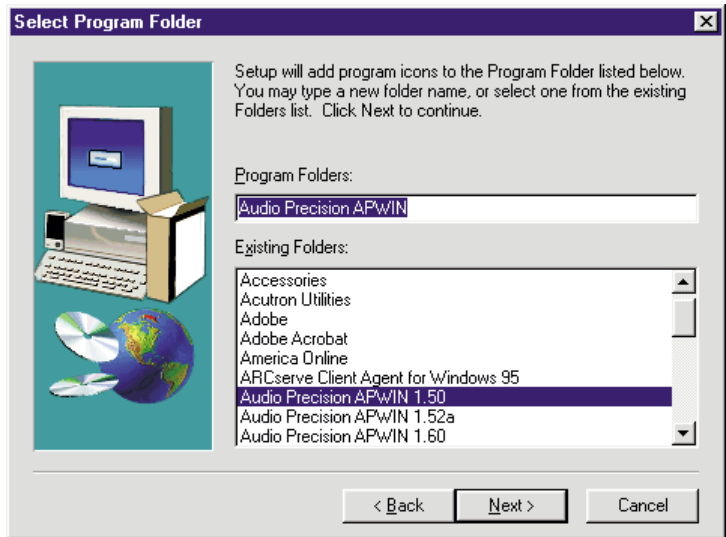 Select Program Folder
Setup will add program icons to the Program Folder listed below.
You may type a new folder name, or select one from the existing
Folders list. Click Next to continue.
Program Folders:
Audio Precision APWIN
Existing Folders:
Accessories
Acutron Utilities
Adobe
Adobe Acrobat
America Online
ARCserve Client Agent for Windows 95
Audio Precision APWIN 1.50
Audio Precision APWIN 1.52a
Audio Precision APWIN 1.60
< Back
Next >
Cancel